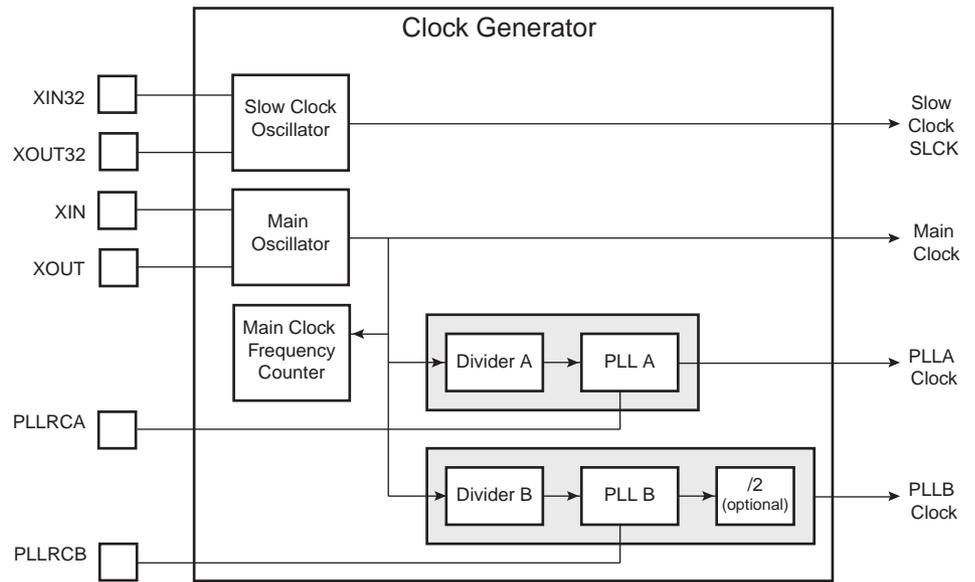 Clock Generator
XIN32
Slow Clock
Oscillator
Slow
Clock
SLCK
XOUT32
XIN
Main
Oscillator
Main
Clock
XOUT
Main Clock
Frequency
Counter
Divider A
PLL A
PLLA
Clock
PLLRCA
Divider B
PLL B
/2
(optional)
PLLB
Clock
PLLRCB